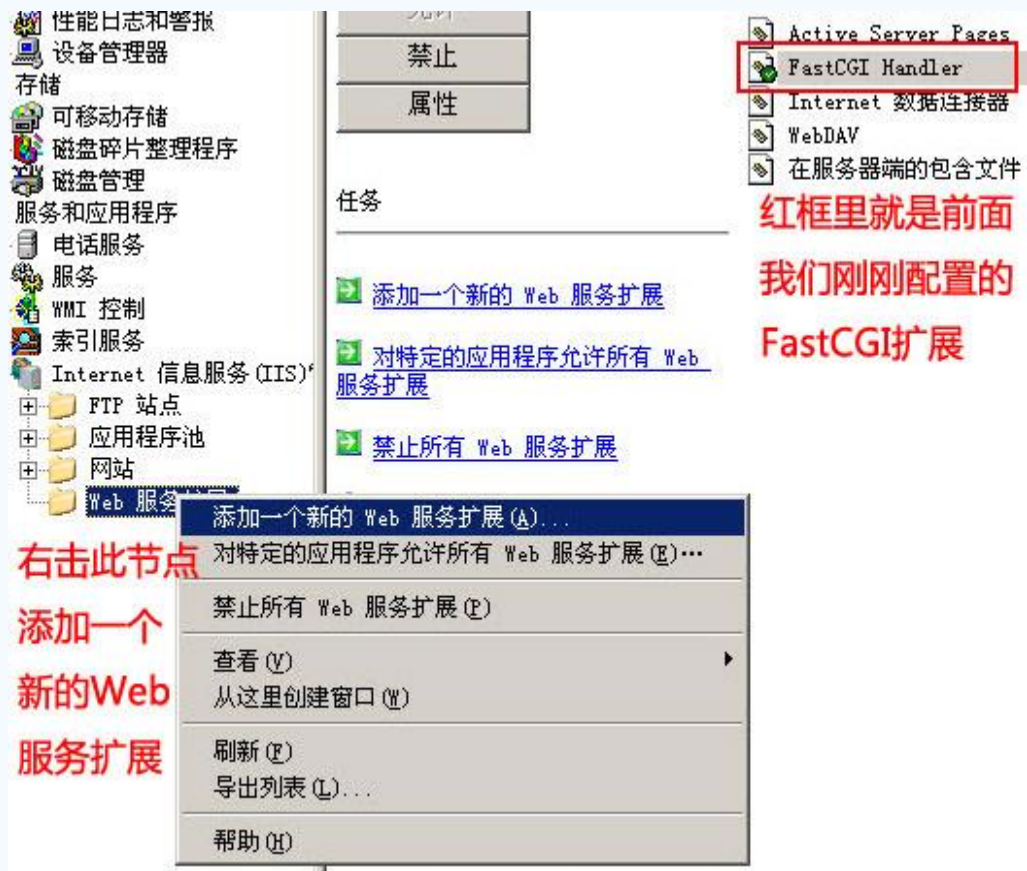 性能日志和警报
设备管理器
存储
可移动存储
磁盘碎片整理程序
磁盘管理
服务和应用程序
电话服务
服务
WMI 控制
索引服务
Internet 信息服务(IIS)
FTP 站点
应用程序池
网站
Web 服务
右击此节点
添加一个
新的Web
服务扩展
禁止
属性
任务
添加一个新的 Web 服务扩展
对特定的应用程序允许所有 Web
服务扩展
禁止所有 Web 服务扩展
添加一个新的 Web 服务扩展(A)...
对特定的应用程序允许所有 Web 服务扩展(E)...
禁止所有 Web 服务扩展(P)
查看(V)
从这里创建窗口(W)
刷新(F)
导出列表(L)...
帮助(H)
Active Server Pages
FastCGI Handler
Internet 数据连接器
WebDAV
在服务器端的包含文件
红框里就是前面
我们刚刚配置的
FastCGI扩展